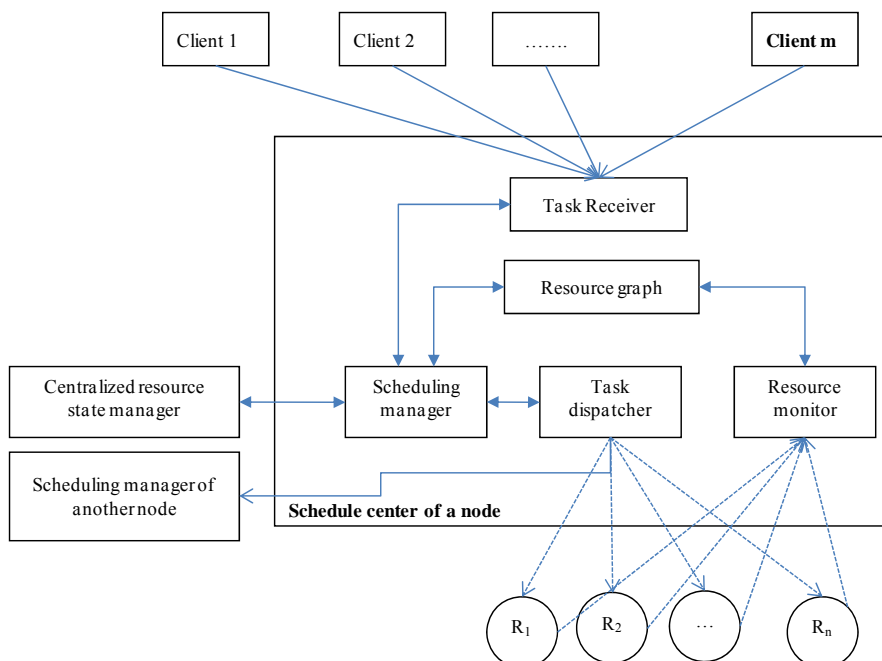 Client 1
Client 2
…….
Client m
Task Receiver
Resource graph
Centralized resource
state manager
Scheduling
manager
Task
dispatcher
Resource
monitor
Scheduling manager of
another node
Schedule center of a node
R1
R2
…
Rn